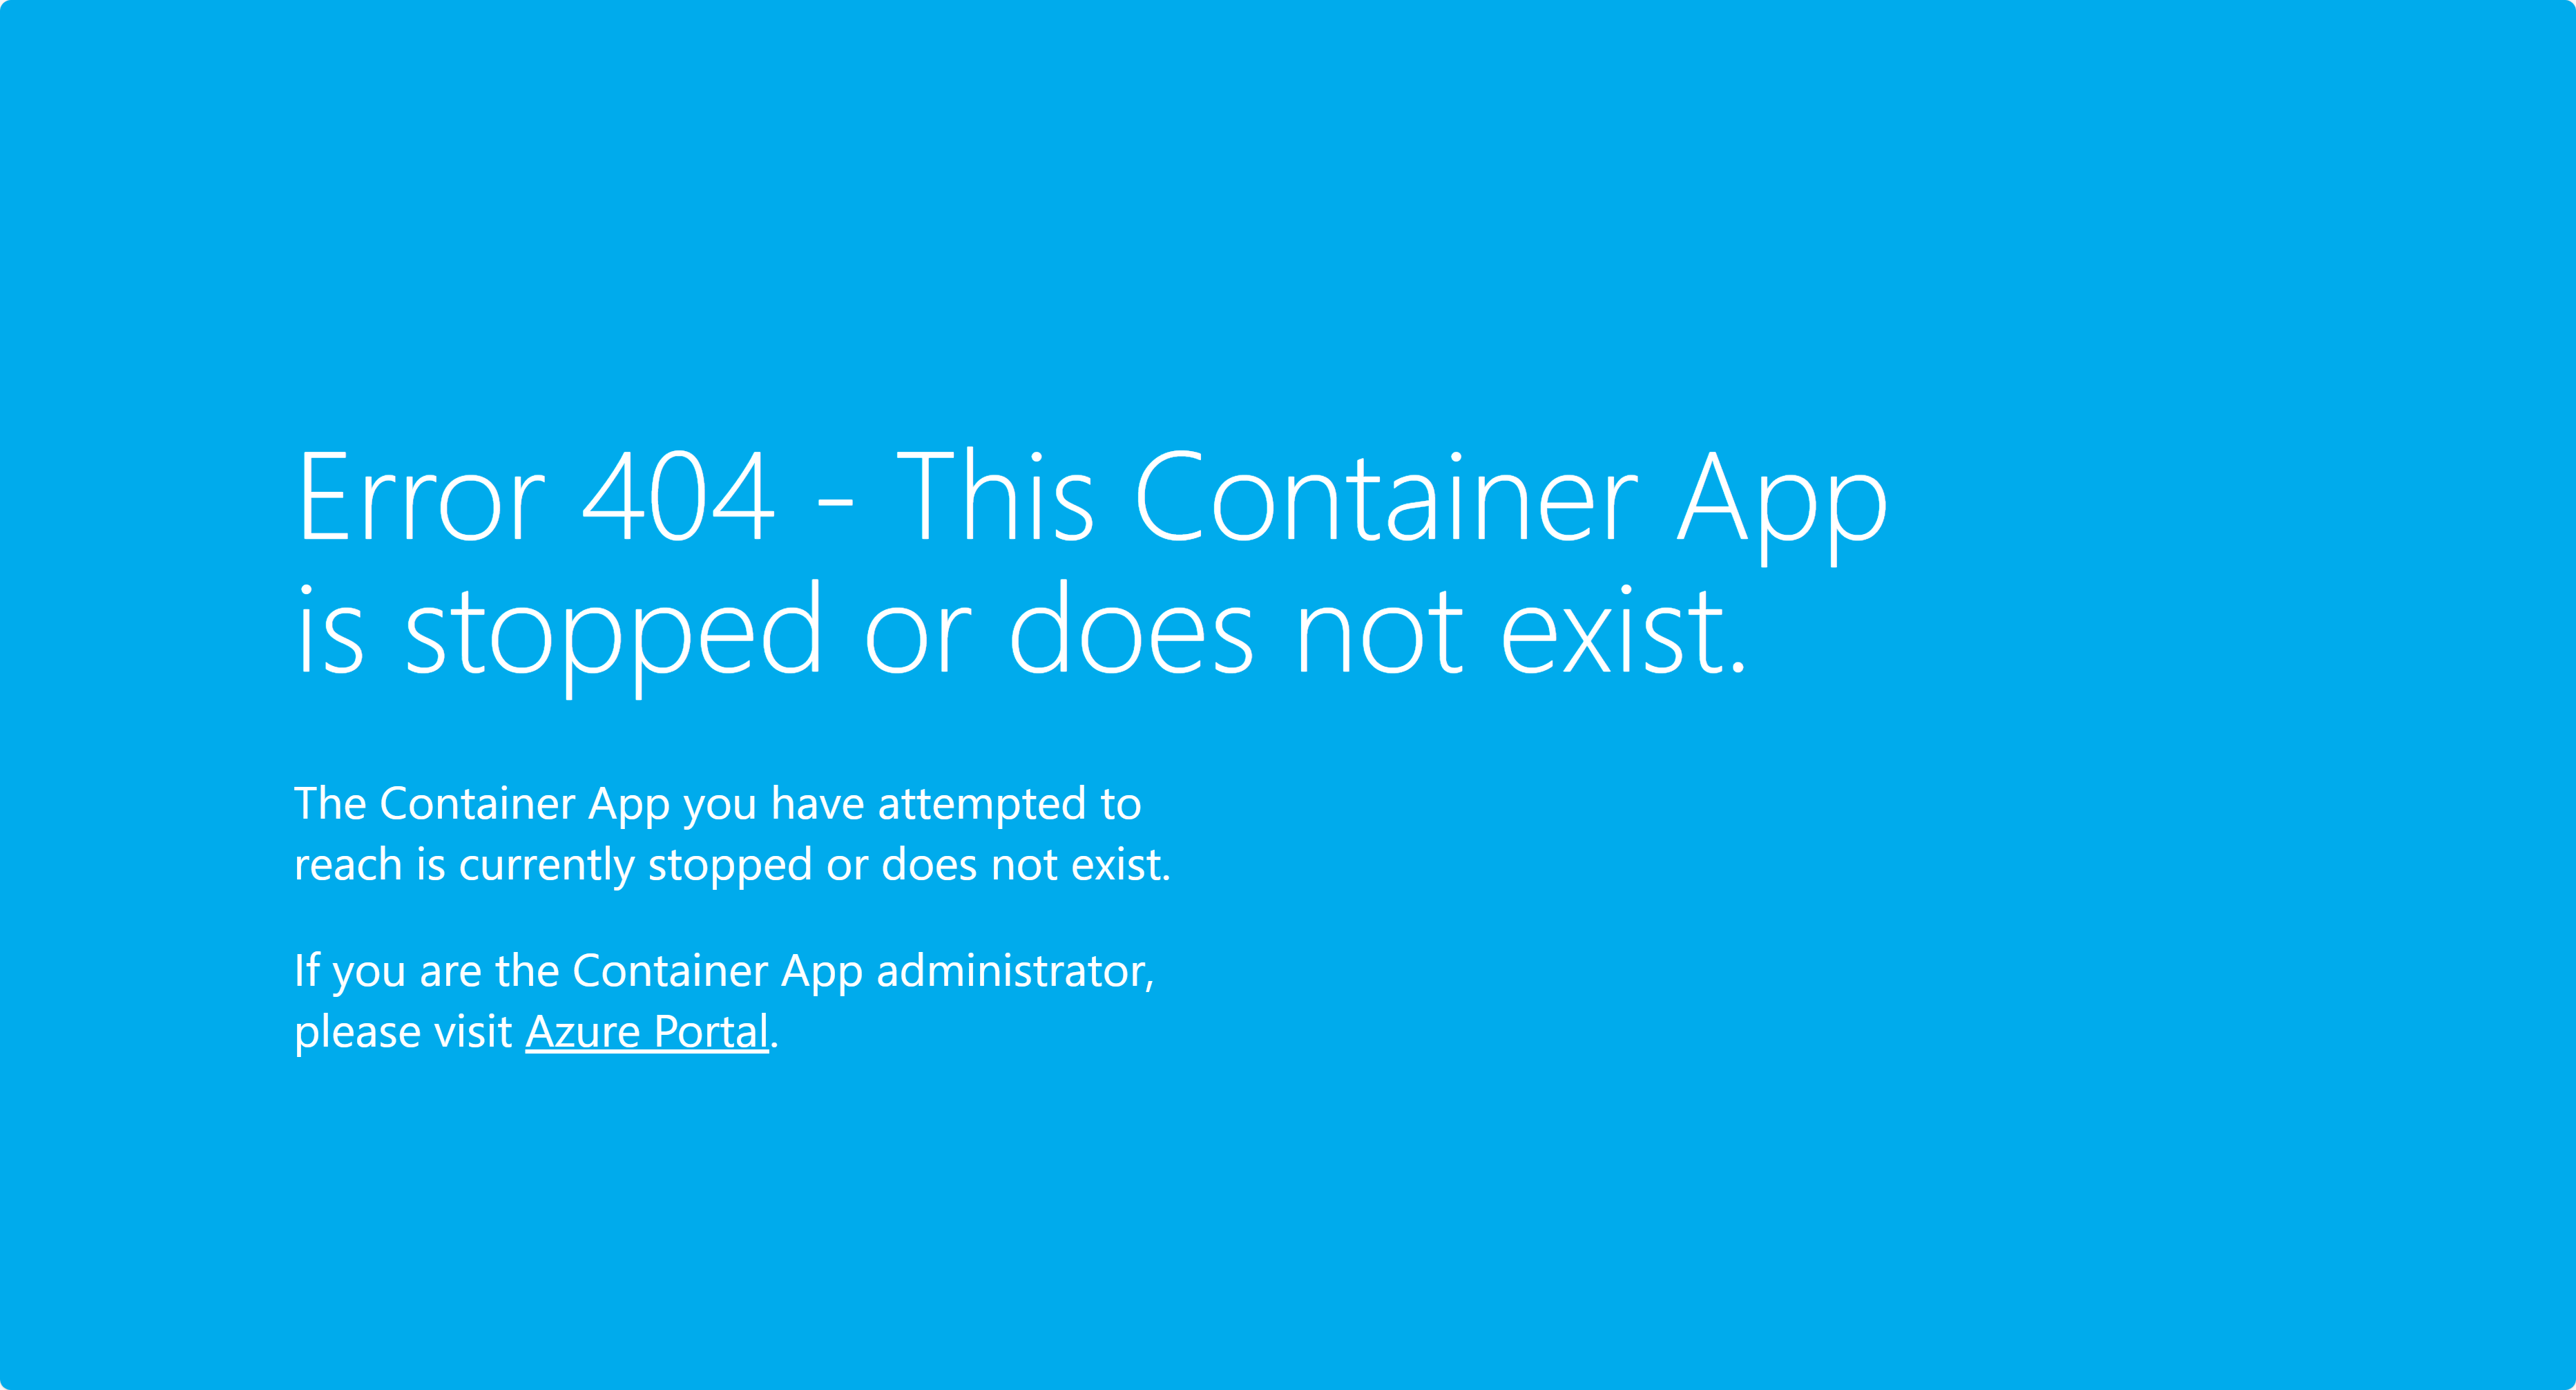 Error 404 - This Container App
is stopped or does not exist.
The Container App you have attempted to
reach is currently stopped or does not exist.
If you are the Container App administrator,
please visit Azure Portal.